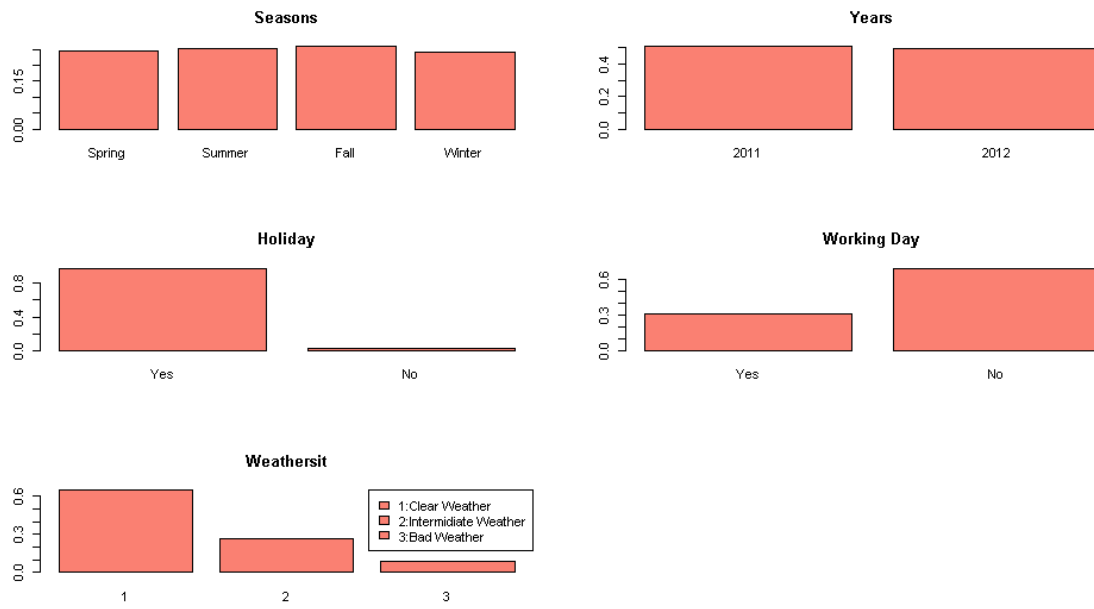 Seasons
0.00 0.15
Spring Summer Fall Winter
Years
0.0 0.2 0.4
2011 2012
Holiday
0.0 0.4 0.8
Yes No
Working Day
0.0 0.3 0.6
Yes No
Weathersit
0.0 0.3 0.6
1:Clear Weather
2:Intermidiate Weather
3:Bad Weather
1 2 3